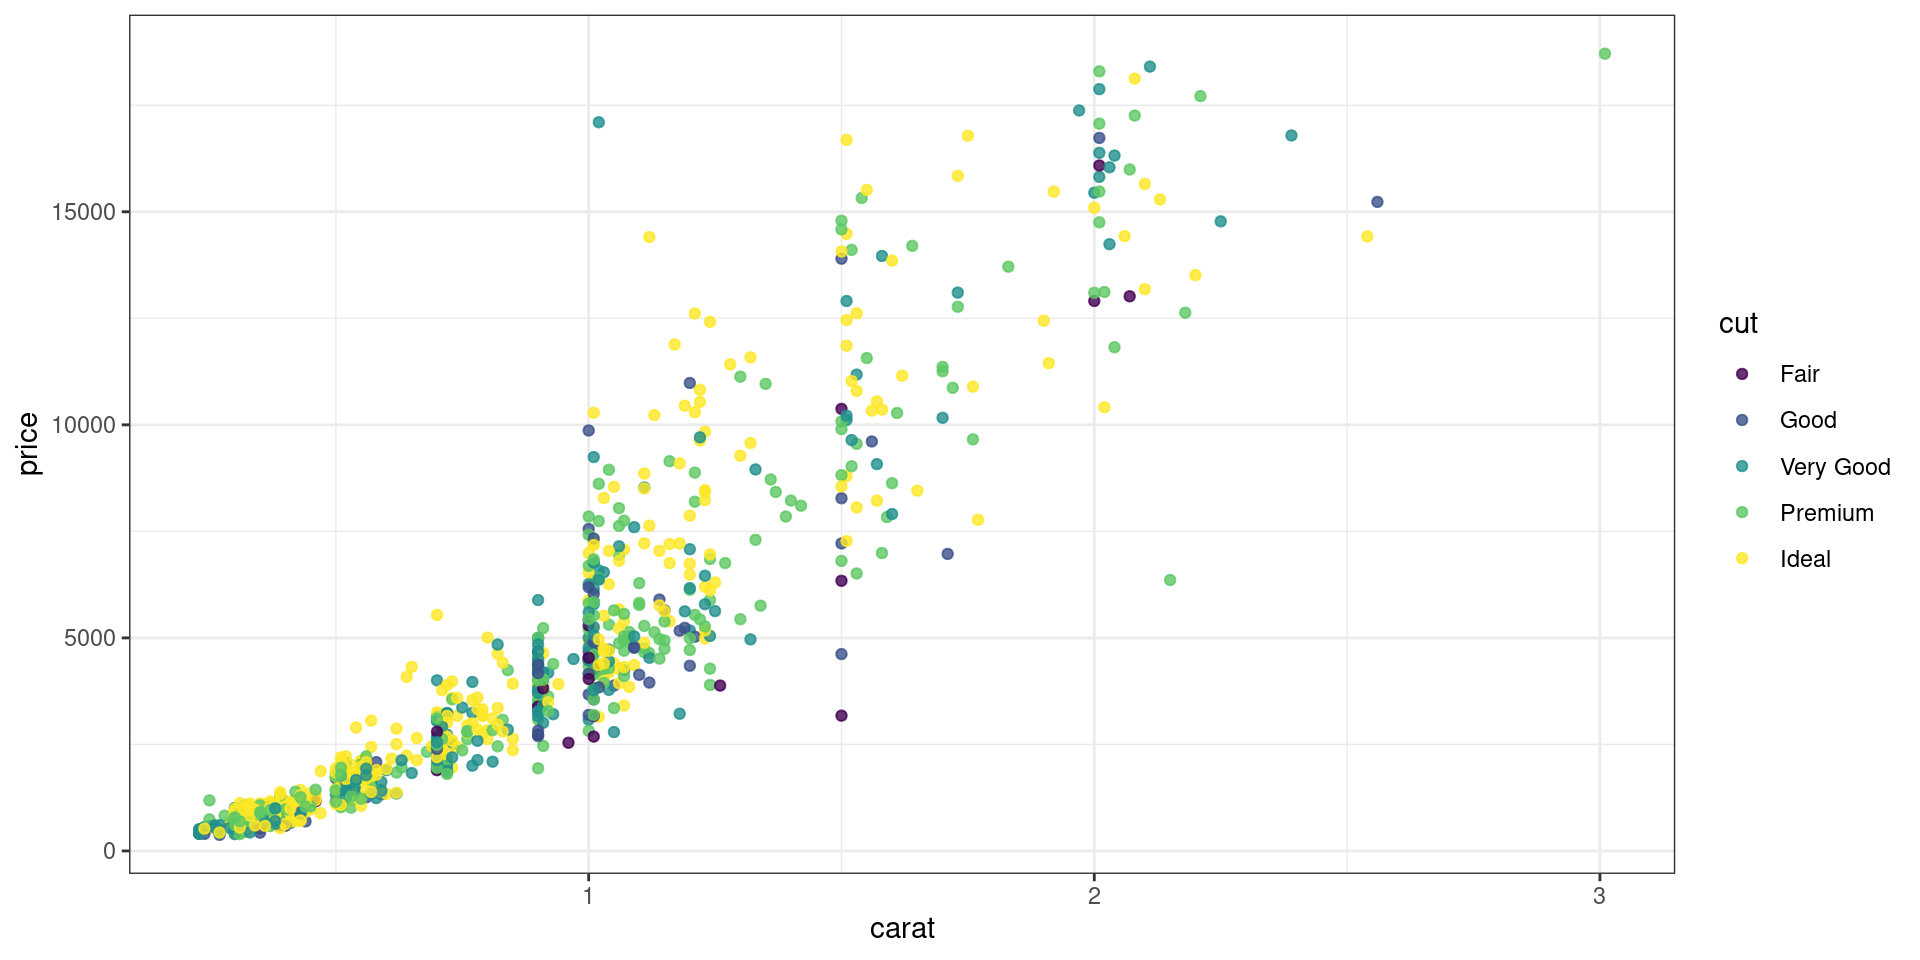 15000
10000
5000
0
price
1
2
3
carat
cut
Fair
Good
Very Good
Premium
Ideal